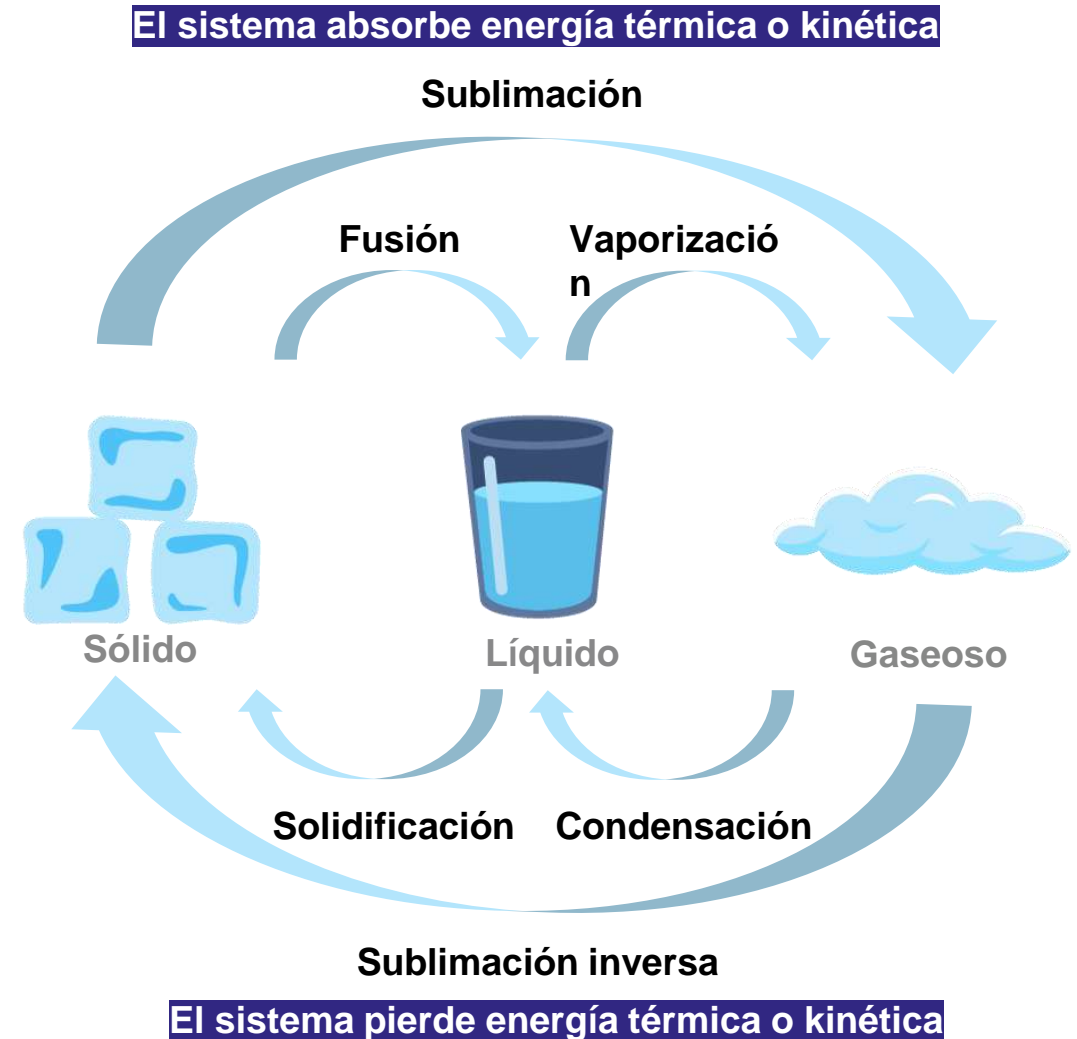 El sistema absorbe energía térmica o kinética
Sublimación
Fusión
Vaporizació
n
Sólido
Líquido
Gaseoso
Solidificación
Condensación
Sublimación inversa
El sistema pierde energía térmica o kinética